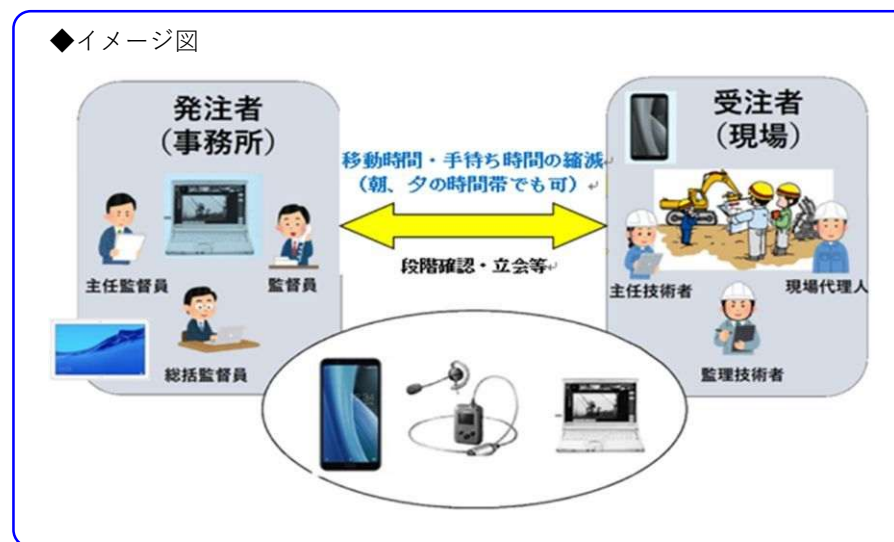 ◆イメージ図
発注者
(事務所)
主任監督員
監督員
総括監督員
移動時間・手待ち時間の縮減
(朝、夕の時間帯でも可)
段階確認・立会等
受注者
(現場)
主任技術者
現場代理人
監理技術者